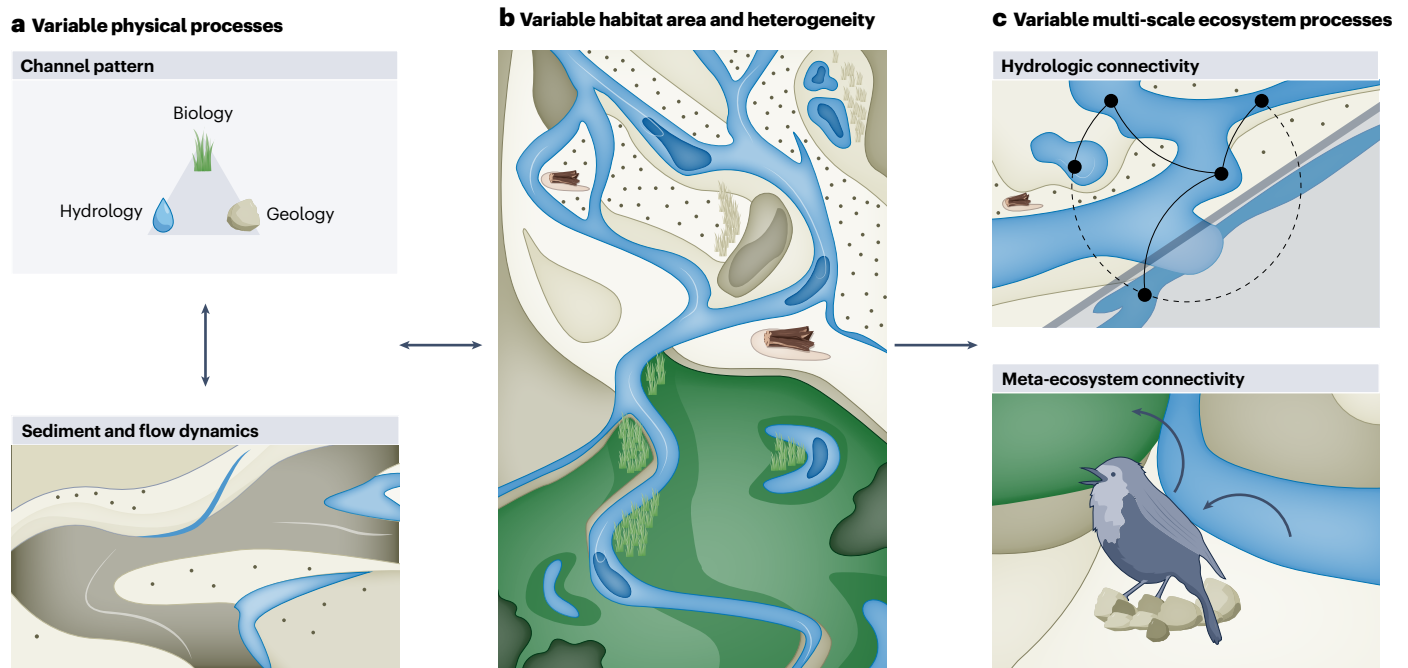 a Variable physical processes
Channel pattern
Biology
Hydrology
Geology
Sediment and flow dynamics
b Variable habitat area and heterogeneity
c Variable multi-scale ecosystem processes
Hydrologic connectivity
Meta-ecosystem connectivity